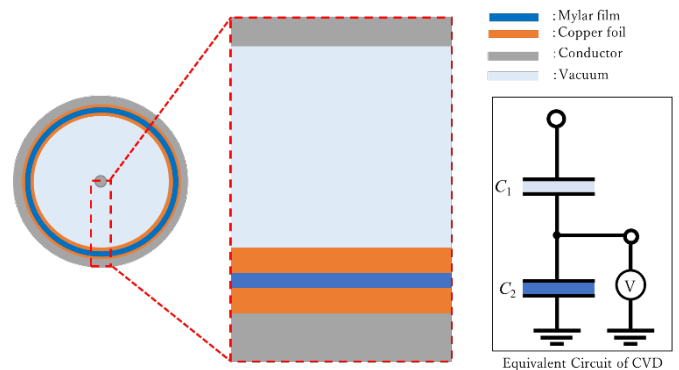 : Mylar film
: Copper foil
: Conductor
: Vacuum
C1
C2
V
Equivalent Circuit of CVD